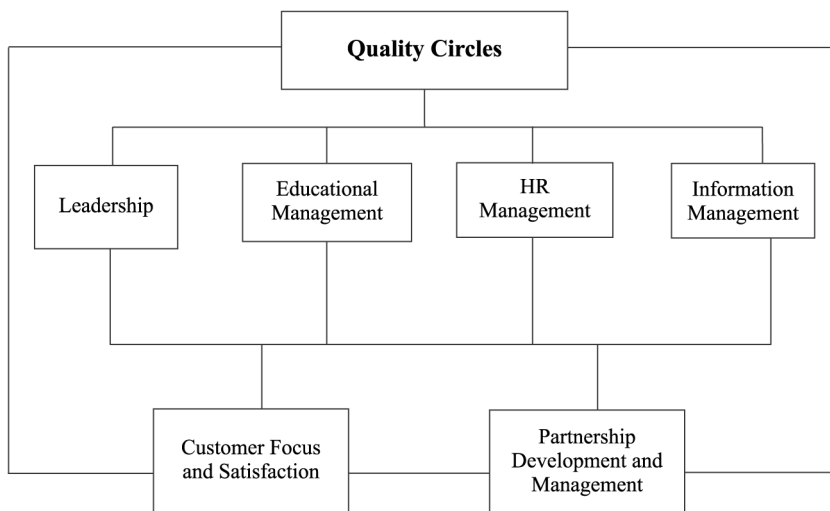 Quality Circles
Leadership
Educational
Management
HR
Management
Information
Management
Customer Focus
and Satisfaction
Partnership
Development and
Management